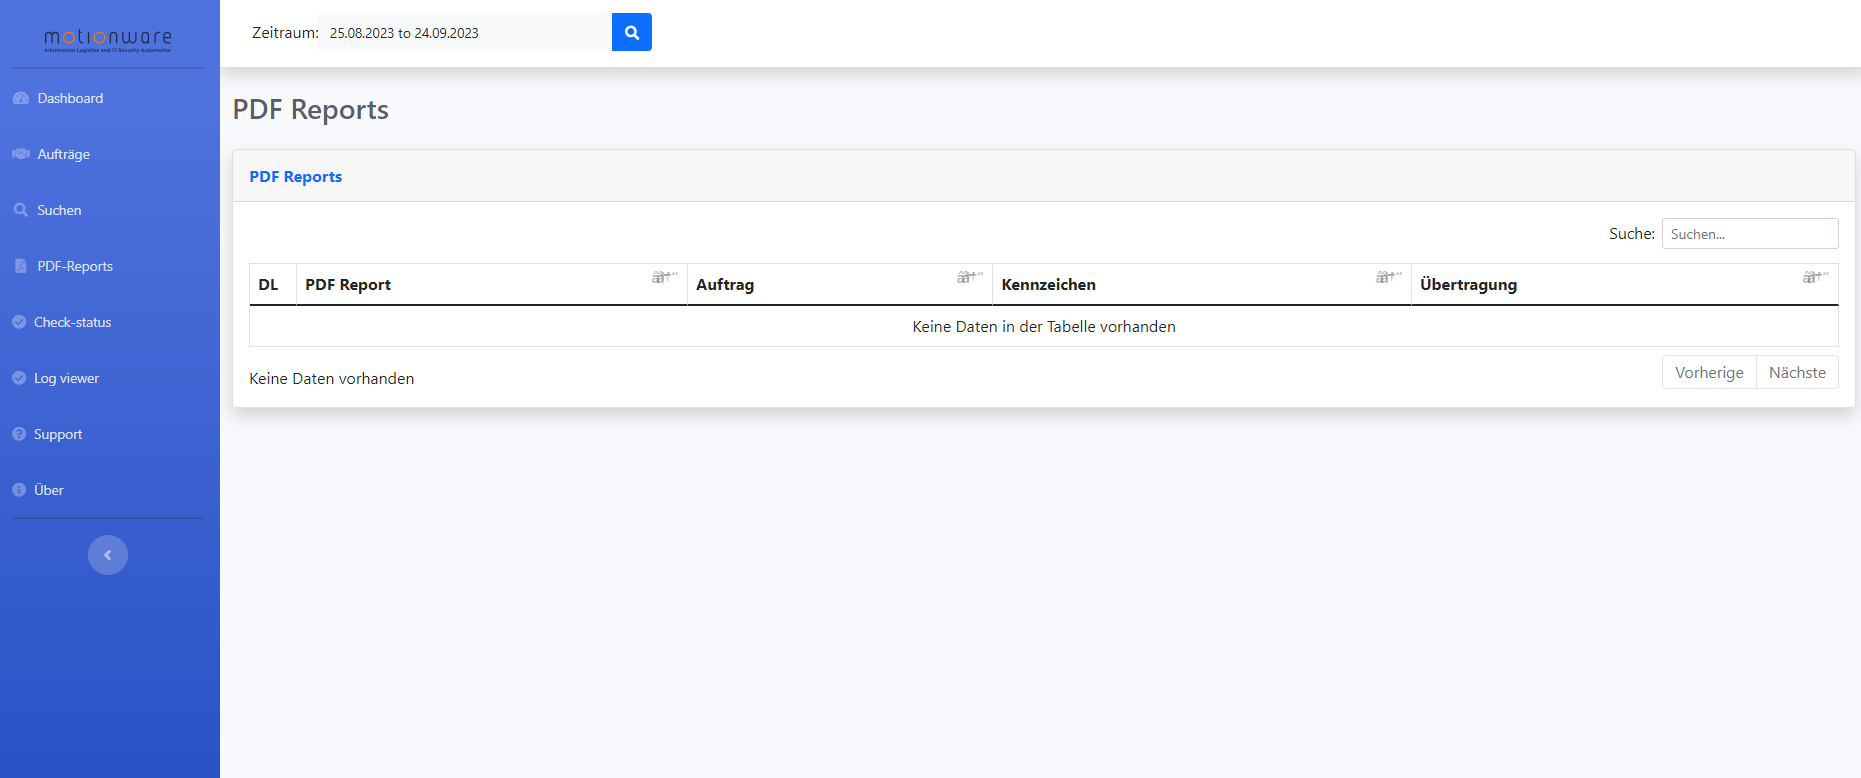 motionware
Information Logistics and IT-Security Automotive
Dashboard
Aufträge
Suchen
PDF-Reports
Check-status
Log viewer
Support
Über
Zeitraum: 25.08.2023 to 24.09.2023
PDF Reports
PDF Reports
Suche: Suchen...
DL PDF Report Auftrag Kennzeichen Übertragung
Keine Daten in der Tabelle vorhanden
Keine Daten vorhanden
Vorherige Nächste